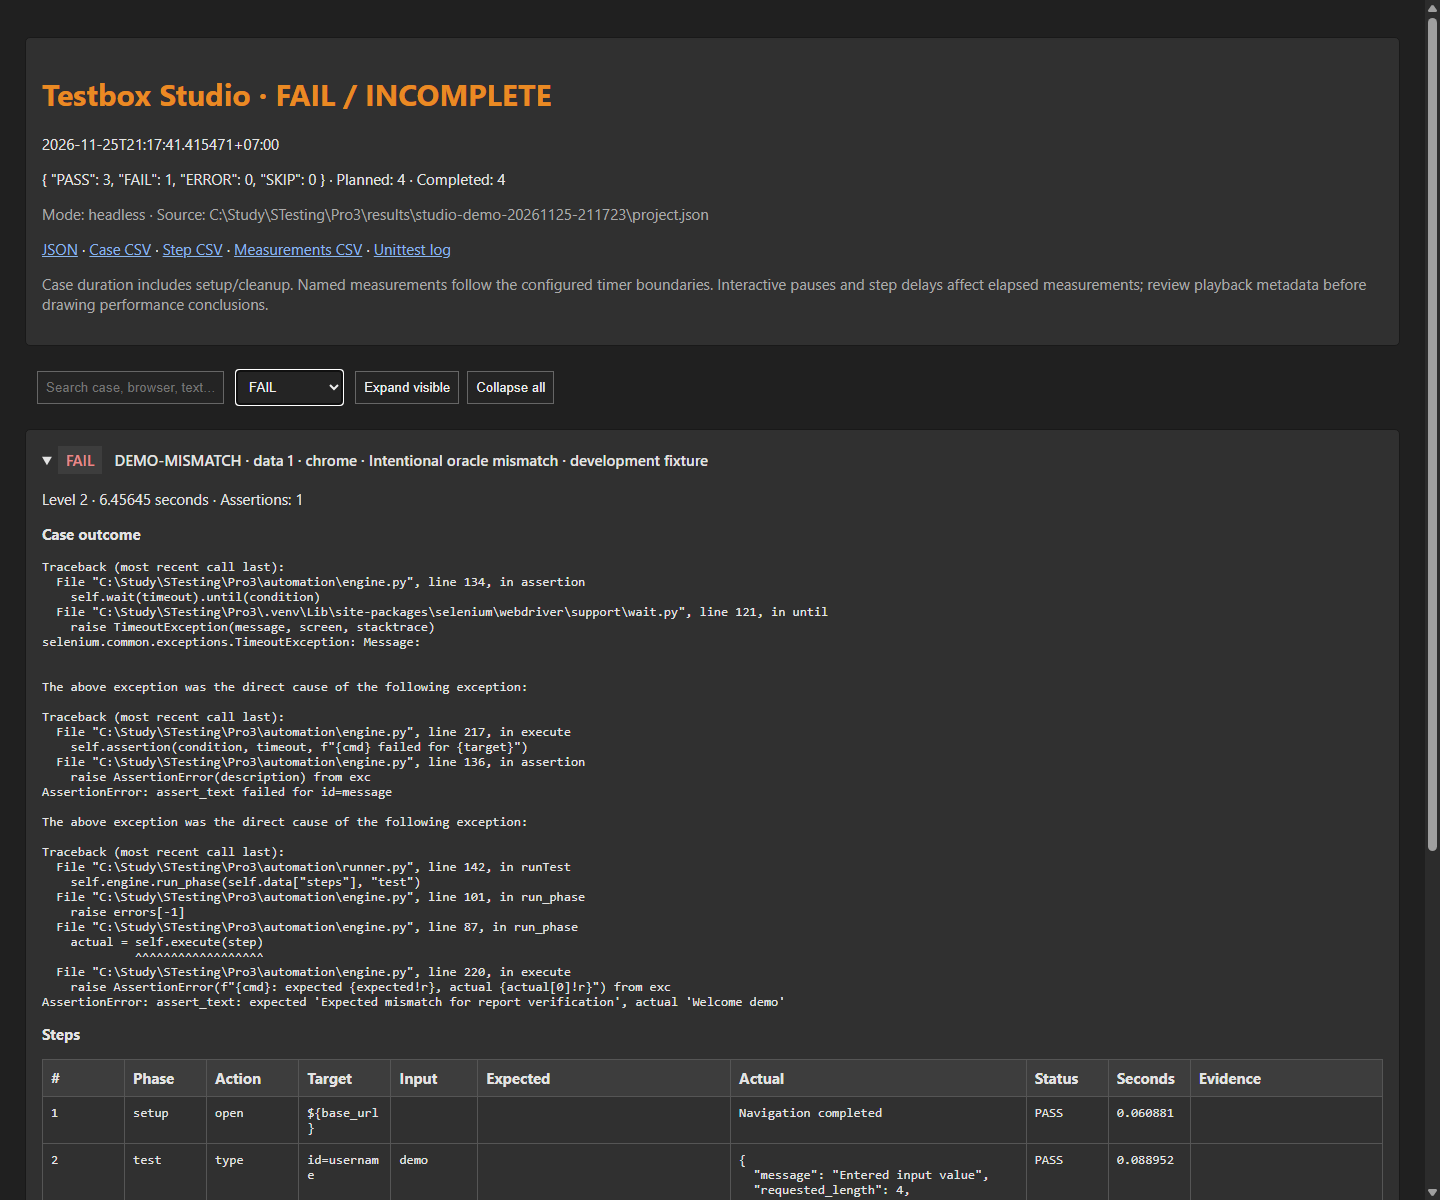 Testbox Studio · FAIL / INCOMPLETE
2026-11-25T21:17:41.415471+07:00
{ "PASS": 3, "FAIL": 1, "ERROR": 0, "SKIP": 0 } · Planned: 4 · Completed: 4
Mode: headless · Source: C:\Study\STesting\Pro3\results\studio-demo-20261125-211723\project.json
JSON · Case CSV · Step CSV · Measurements CSV · Unittest log
Case duration includes setup/cleanup. Named measurements follow the configured timer boundaries. Interactive pauses and step delays affect elapsed measurements; review playback metadata before
drawing performance conclusions.
Search case, browser, text... FAIL Expand visible Collapse all
▼ FAIL DEMO-MISMATCH · data 1 · chrome · Intentional oracle mismatch · development fixture
Level 2 · 6.45645 seconds · Assertions: 1
Case outcome
Traceback (most recent call last):
  File "C:\Study\STesting\Pro3\automation\engine.py", line 134, in assertion
    self.wait(timeout).until(condition)
  File "C:\Study\STesting\Pro3\.venv\Lib\site-packages\selenium\webdriver\support\wait.py", line 121, in until
    raise TimeoutException(message, screen, stacktrace)
selenium.common.exceptions.TimeoutException: Message:
The above exception was the direct cause of the following exception:
Traceback (most recent call last):
  File "C:\Study\STesting\Pro3\automation\engine.py", line 217, in execute
    self.assertion(condition, timeout, f"{cmd} failed for {target}")
  File "C:\Study\STesting\Pro3\automation\engine.py", line 136, in assertion
    raise AssertionError(description) from exc
AssertionError: assert_text failed for id=message
The above exception was the direct cause of the following exception:
Traceback (most recent call last):
  File "C:\Study\STesting\Pro3\automation\runner.py", line 142, in runTest
    self.engine.run_phase(self.data["steps"], "test")
  File "C:\Study\STesting\Pro3\automation\engine.py", line 101, in run_phase
    raise errors[-1]
  File "C:\Study\STesting\Pro3\automation\engine.py", line 87, in run_phase
    actual = self.execute(step)
             ^^^^^^^^^^^^^^^^^^
  File "C:\Study\STesting\Pro3\automation\engine.py", line 220, in execute
    raise AssertionError(f"{cmd}: expected {expected!r}, actual {actual[0]!r}") from exc
AssertionError: assert_text: expected 'Expected mismatch for report verification', actual 'Welcome demo'
Steps
# Phase Action Target Input Expected Actual Status Seconds Evidence
1 setup open ${base_url Navigation completed PASS 0.060881
}
2 test type id=usernam demo { PASS 0.088952
e "message": "Entered input value",
"requested_length": 4,